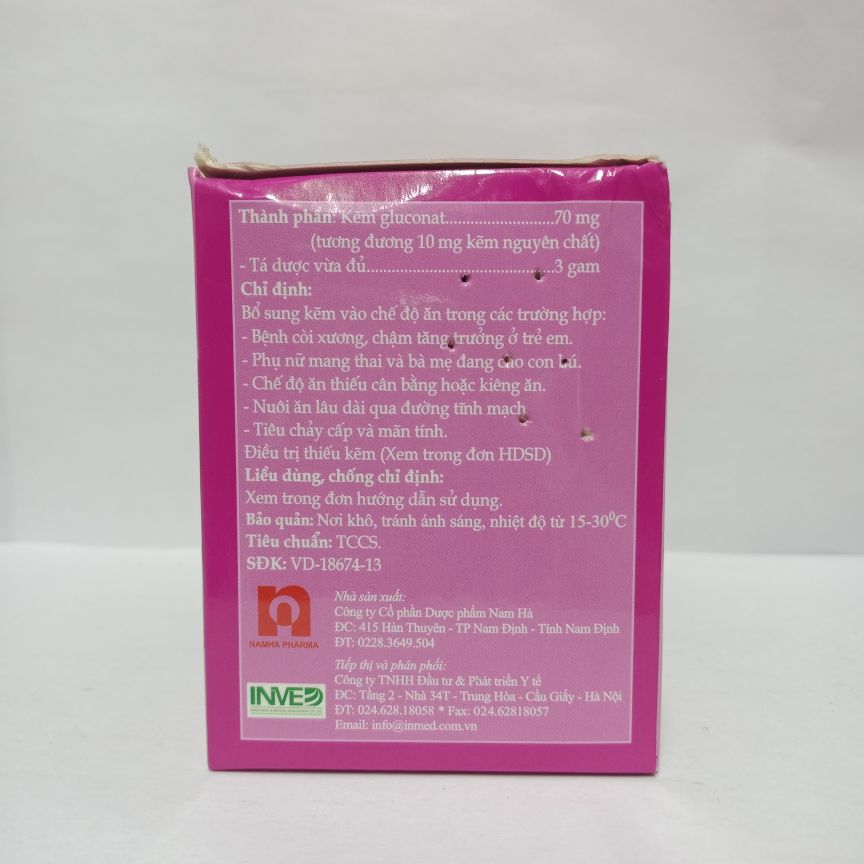 Thành phần: Kẽm gluconat..........................70 mg
(tương đương 10 mg kẽm nguyên chất)
- Tá dược vừa đủ.............................................3 gam
Chỉ định:
Bổ sung kẽm vào chế độ ăn trong các trường hợp:
- Bệnh còi xương, chậm tăng trưởng ở trẻ em.
- Phụ nữ mang thai và bà mẹ đang cho con bú.
- Chế độ ăn thiếu cân bằng hoặc kiêng ăn.
- Nuôi ăn lâu dài qua đường tĩnh mạch
- Tiêu chảy cấp và mãn tính.
Điều trị thiếu kẽm (Xem trong đơn HDSD)
Liều dùng, chống chỉ định:
Xem trong đơn hướng dẫn sử dụng.
Bảo quản: Nơi khô, tránh ánh sáng, nhiệt độ từ 15-30⁰C
Tiêu chuẩn: TCCS.
SĐK: VD-18674-13
Nhà sản xuất:
Công ty Cổ phần Dược phẩm Nam Hà
ĐC: 415 Hàn Thuyên - TP Nam Định - Tỉnh Nam Định
ĐT: 0228.3649.504
NAMHA PHARMA
Tiếp thị và phân phối:
Công ty TNHH Đầu tư & Phát triển Y tế
ĐC: Tầng 2 - Nhà 34T - Trung Hòa - Cầu Giấy - Hà Nội
ĐT: 024.628.18058 * Fax: 024.62818057
Email: info@inmed.com.vn
INVED